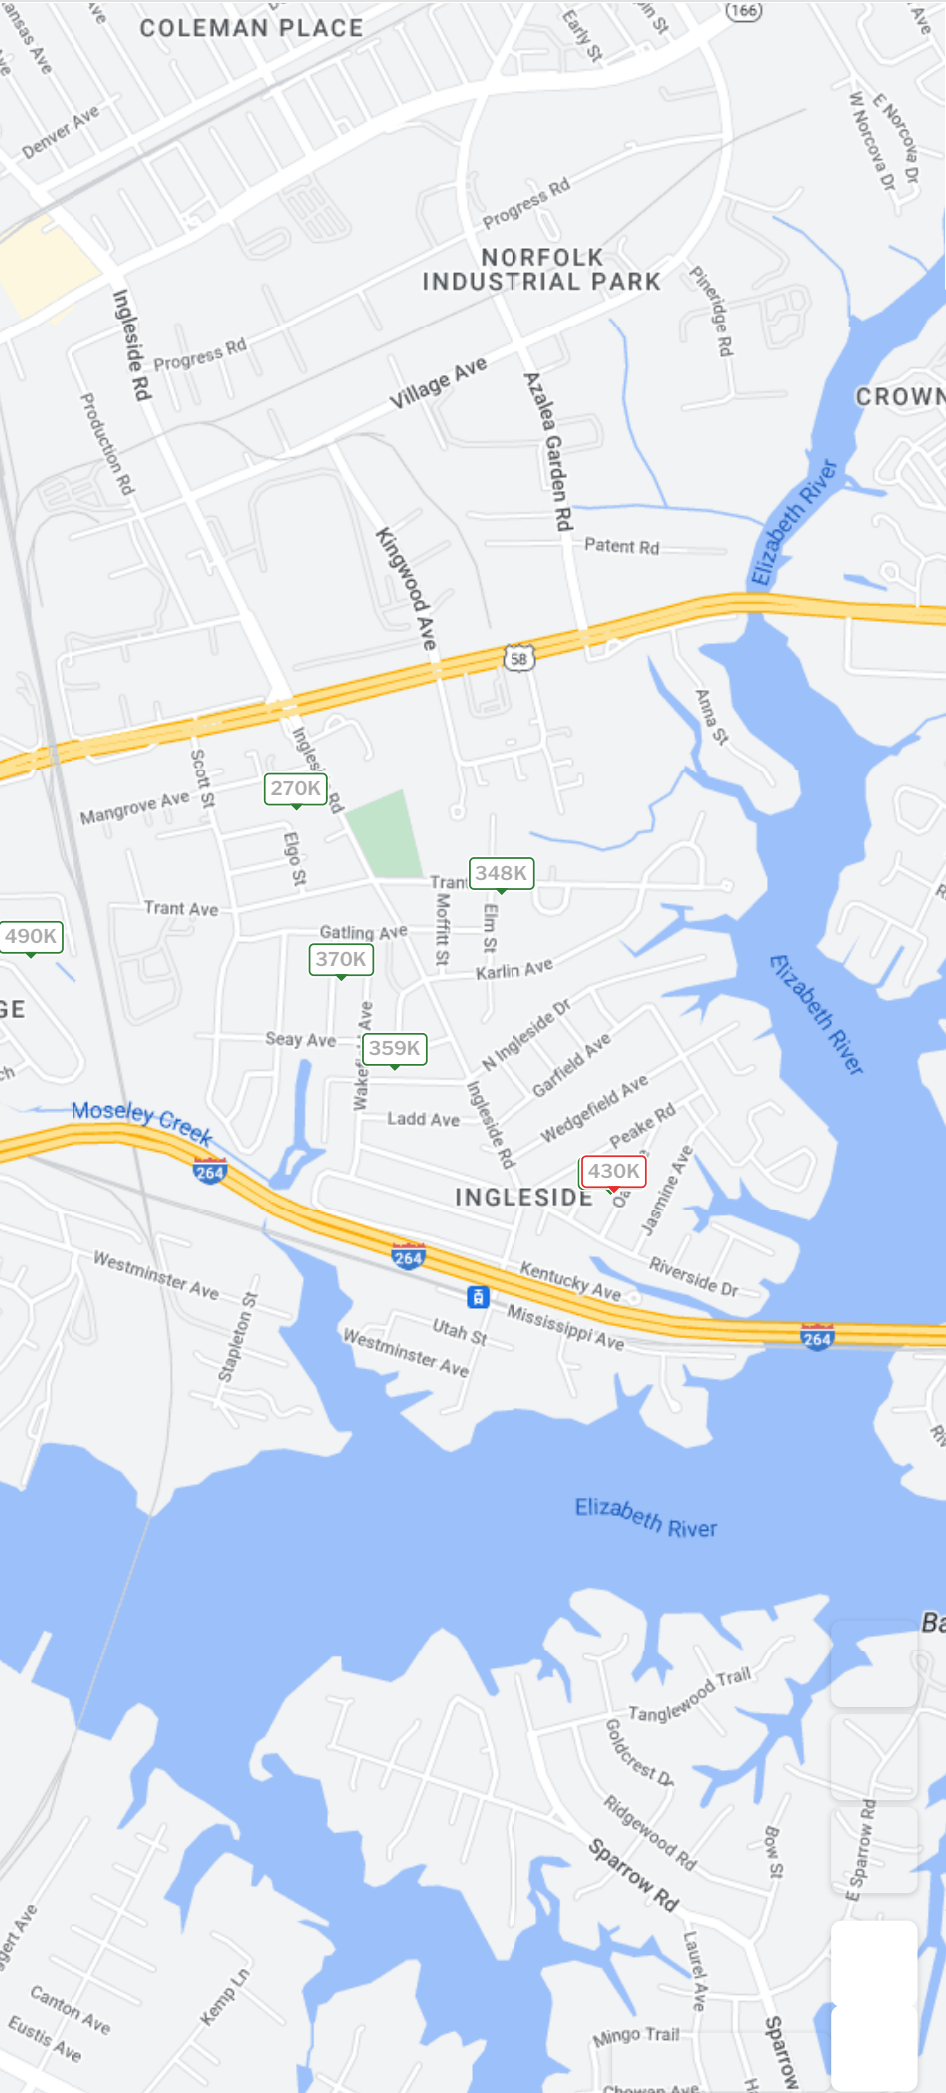 166
COLEMAN PLACE
Early St
Ave
Denver Ave
W Norcova Dr
E Norcova Dr
Progress Rd
NORFOLK
INDUSTRIAL PARK
Pineridge Rd
Ingleside Rd
Progress Rd
Village Ave
Azalea Garden Rd
CROWN
Production Rd
Elizabeth River
Kingwood Ave
Patent Rd
58
Anna St
Scott St
270K
Mangrove Ave
Elgo St
348K
Trant Ave
Moffitt St
Elm St
Gatling Ave
490K
370K
Karlin Ave
Elizabeth River
GE
N Ingleside Dr
Seay Ave
359K
Garfield Ave
Ingleside Rd
Wedgefield Ave
Moseley Creek
Ladd Ave
Peake Rd
264
430K
INGLESIDE
Jasmine Ave
264
Westminster Ave
Kentucky Ave
Riverside Dr
Stapleton St
Utah St
Mississippi Ave
264
Westminster Ave
Elizabeth River
Tanglewood Trail
Goldcrest Dr
Ridgewood Rd
Bow St
E Sparrow Rd
Sparrow Rd
Laurel Ave
Kemp Ln
Canton Ave
Eustis Ave
Mingo Trail
Sparrow